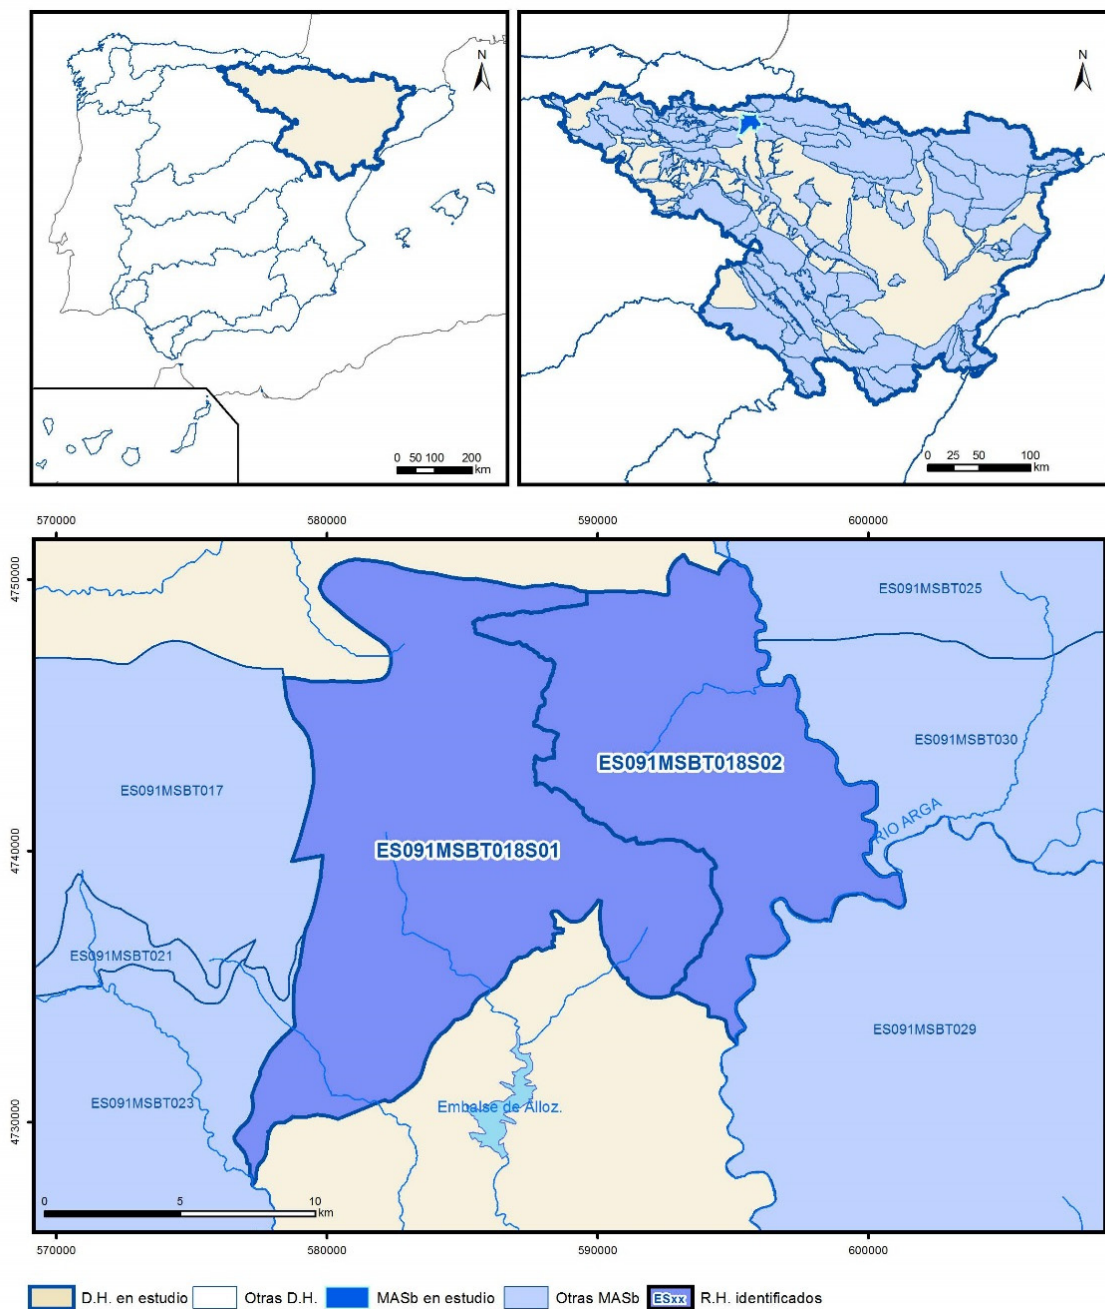 N
0 50 100 200
km
N
0 25 50 100
km
570000 580000 590000 600000
4750000
4740000
4730000
ES091MSBT025
ES091MSBT030
ES091MSBT018S02
ES091MSBT017
RIO ARGA
ES091MSBT018S01
ES091MSBT021
ES091MSBT029
ES091MSBT023
Embalse de Alloz.
0 5 10
km
570000 580000 590000 600000
D.H. en estudio Otras D.H. MASb en estudio Otras MASb ESxx R.H. identificados